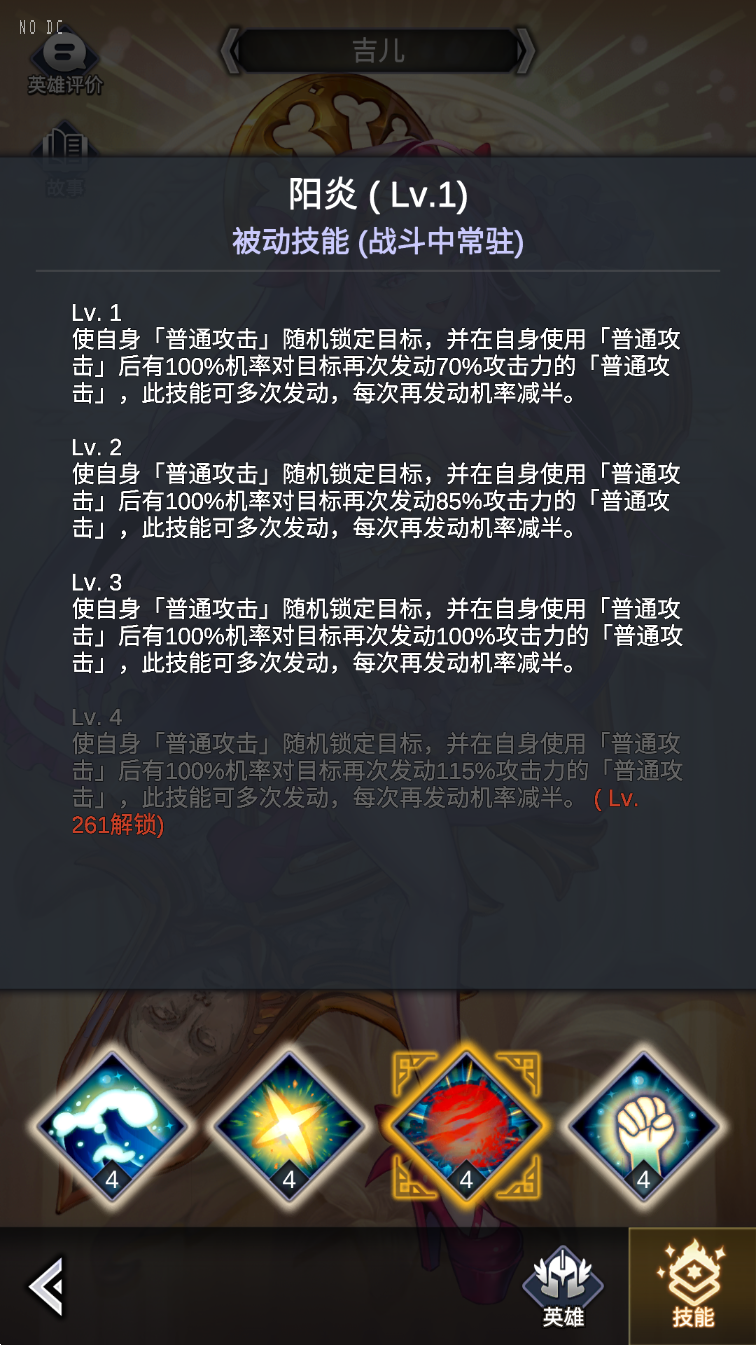 NO DC
吉儿
英雄评价
故事
阳炎 ( Lv.1)
被动技能 (战斗中常驻)
Lv. 1
使自身「普通攻击」随机锁定目标，并在自身使用「普通攻
击」后有100%机率对目标再次发动70%攻击力的「普通攻
击」，此技能可多次发动，每次再发动机率减半。
Lv. 2
使自身「普通攻击」随机锁定目标，并在自身使用「普通攻
击」后有100%机率对目标再次发动85%攻击力的「普通攻
击」，此技能可多次发动，每次再发动机率减半。
Lv. 3
使自身「普通攻击」随机锁定目标，并在自身使用「普通攻
击」后有100%机率对目标再次发动100%攻击力的「普通攻
击」，此技能可多次发动，每次再发动机率减半。
Lv. 4
使自身「普通攻击」随机锁定目标，并在自身使用「普通攻
击」后有100%机率对目标再次发动115%攻击力的「普通攻
击」，此技能可多次发动，每次再发动机率减半。 ( Lv.
261解锁)
4 4 4 4
英雄 技能